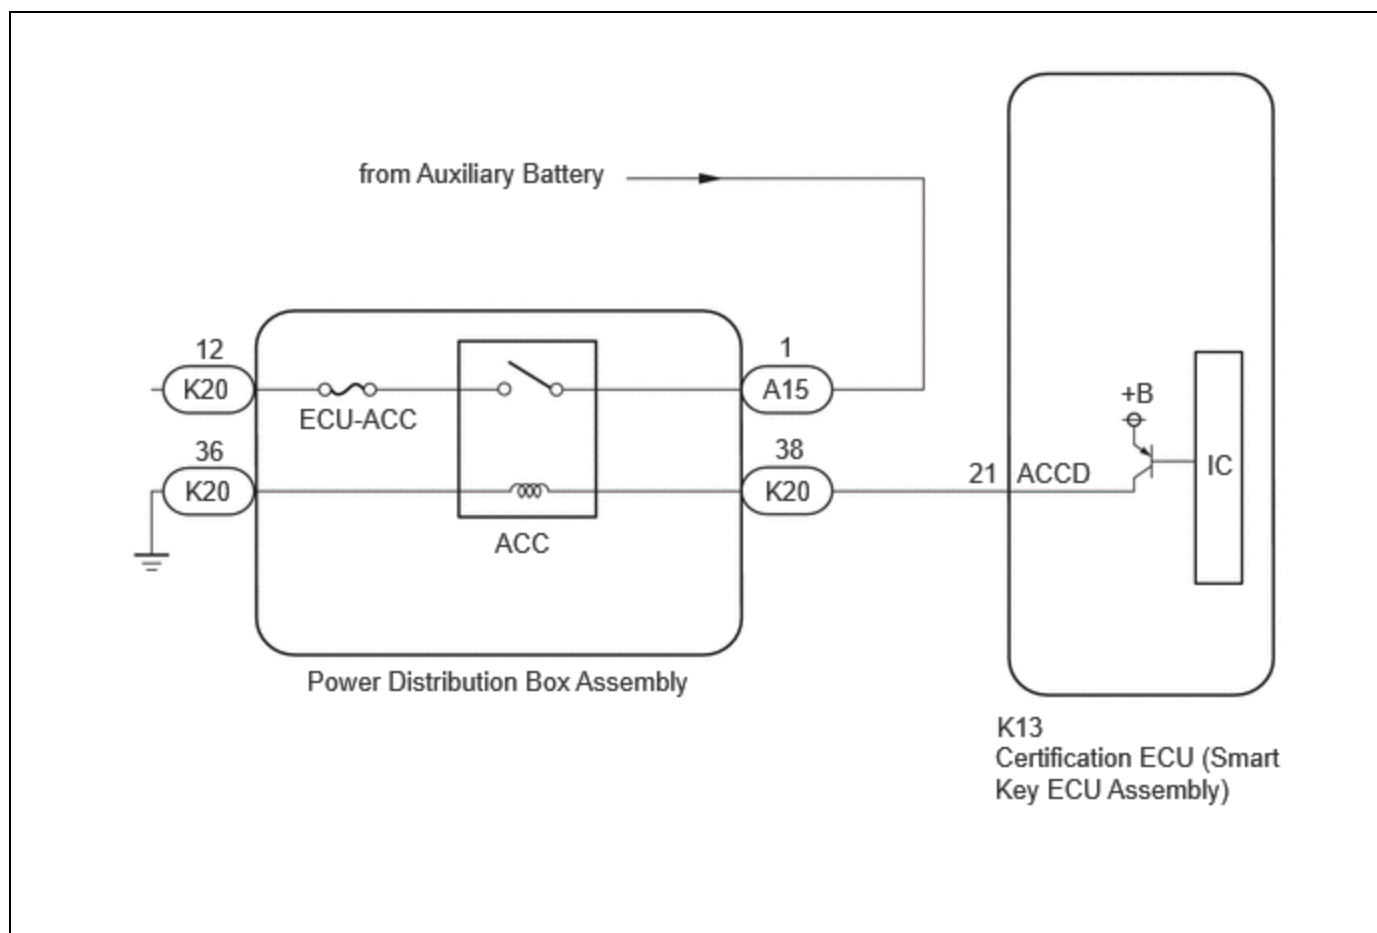 from Auxiliary Battery
12
K20
ECU-ACC
1
A15
36
K20
ACC
38
K20
21 ACCD
+B
IC
Power Distribution Box Assembly
K13
Certification ECU (Smart
Key ECU Assembly)